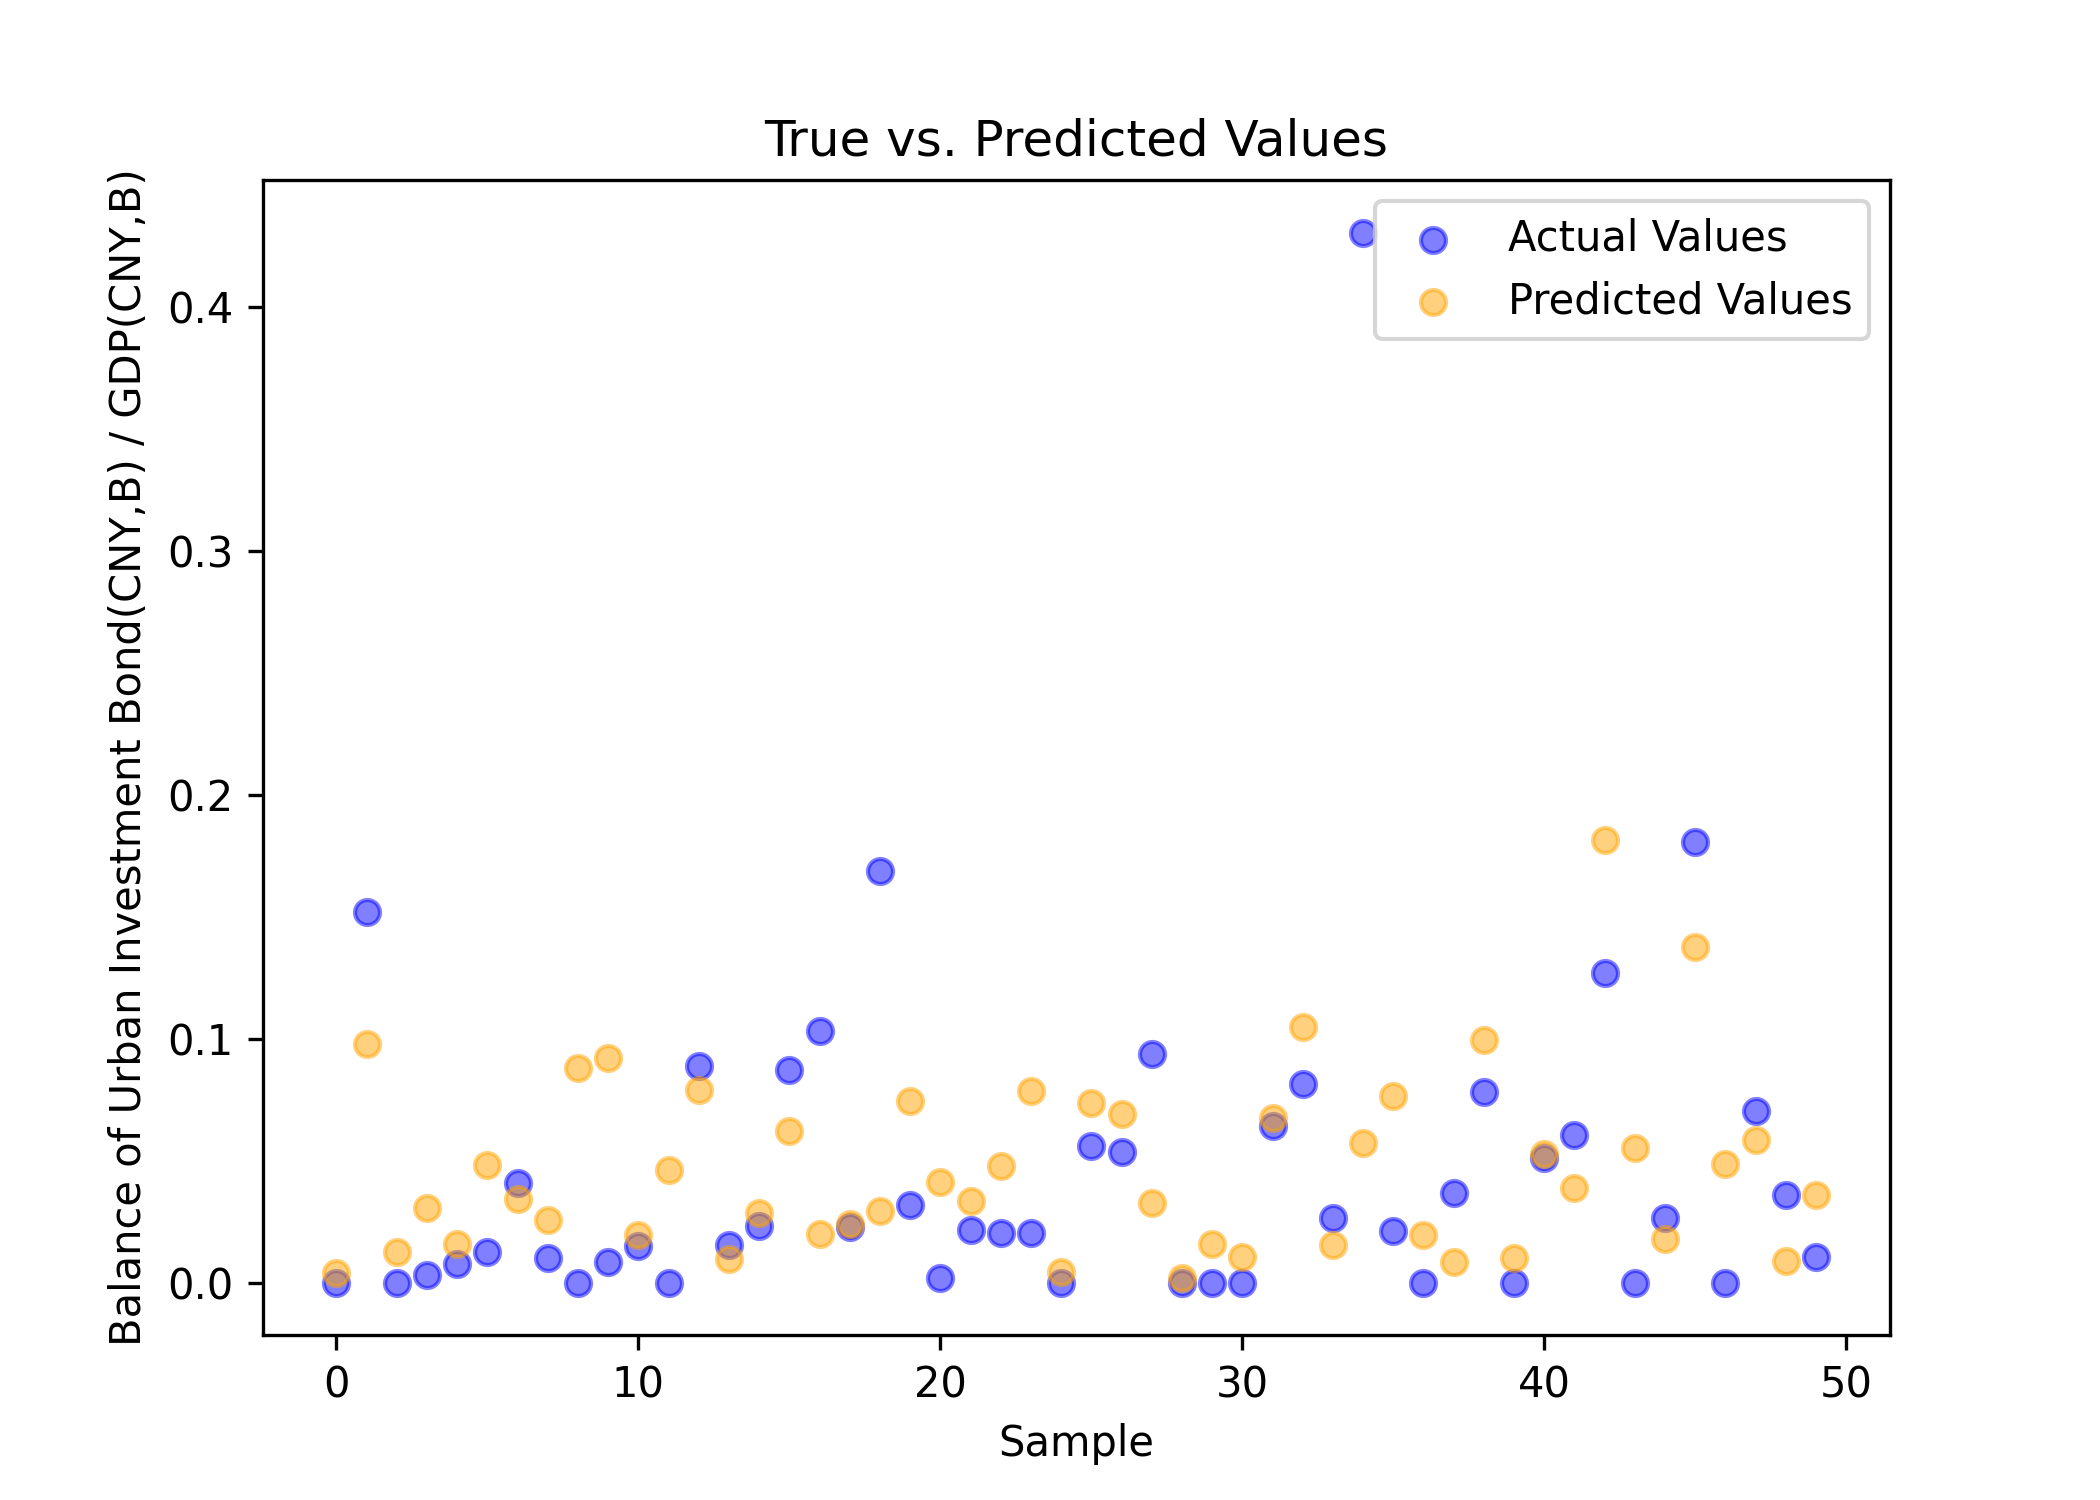 True vs. Predicted Values
Balance of Urban Investment Bond(CNY,B) / GDP(CNY,B)
Actual Values
Predicted Values
0.4
0.3
0.2
0.1
0.0
0 10 20 30 40 50
Sample